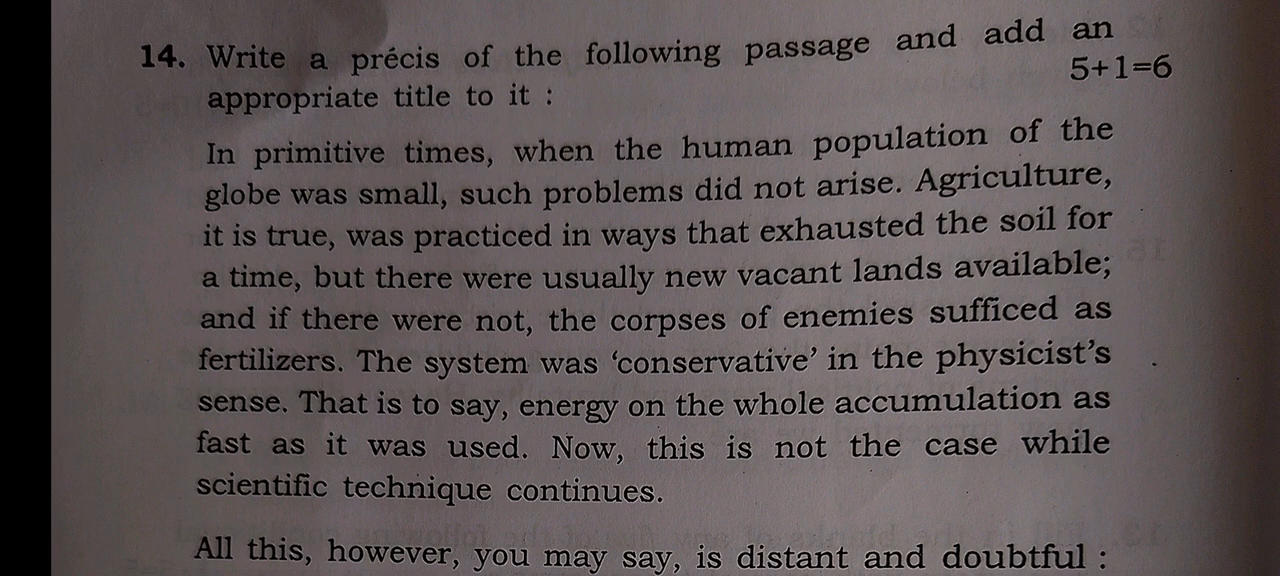 14. Write a précis of the following passage and add an
appropriate title to it : 5+1=6
In primitive times, when the human population of the
globe was small, such problems did not arise. Agriculture,
it is true, was practiced in ways that exhausted the soil for
a time, but there were usually new vacant lands available;
and if there were not, the corpses of enemies sufficed as
fertilizers. The system was ‘conservative’ in the physicist’s
sense. That is to say, energy on the whole accumulation as
fast as it was used. Now, this is not the case while
scientific technique continues.
All this, however, you may say, is distant and doubtful :